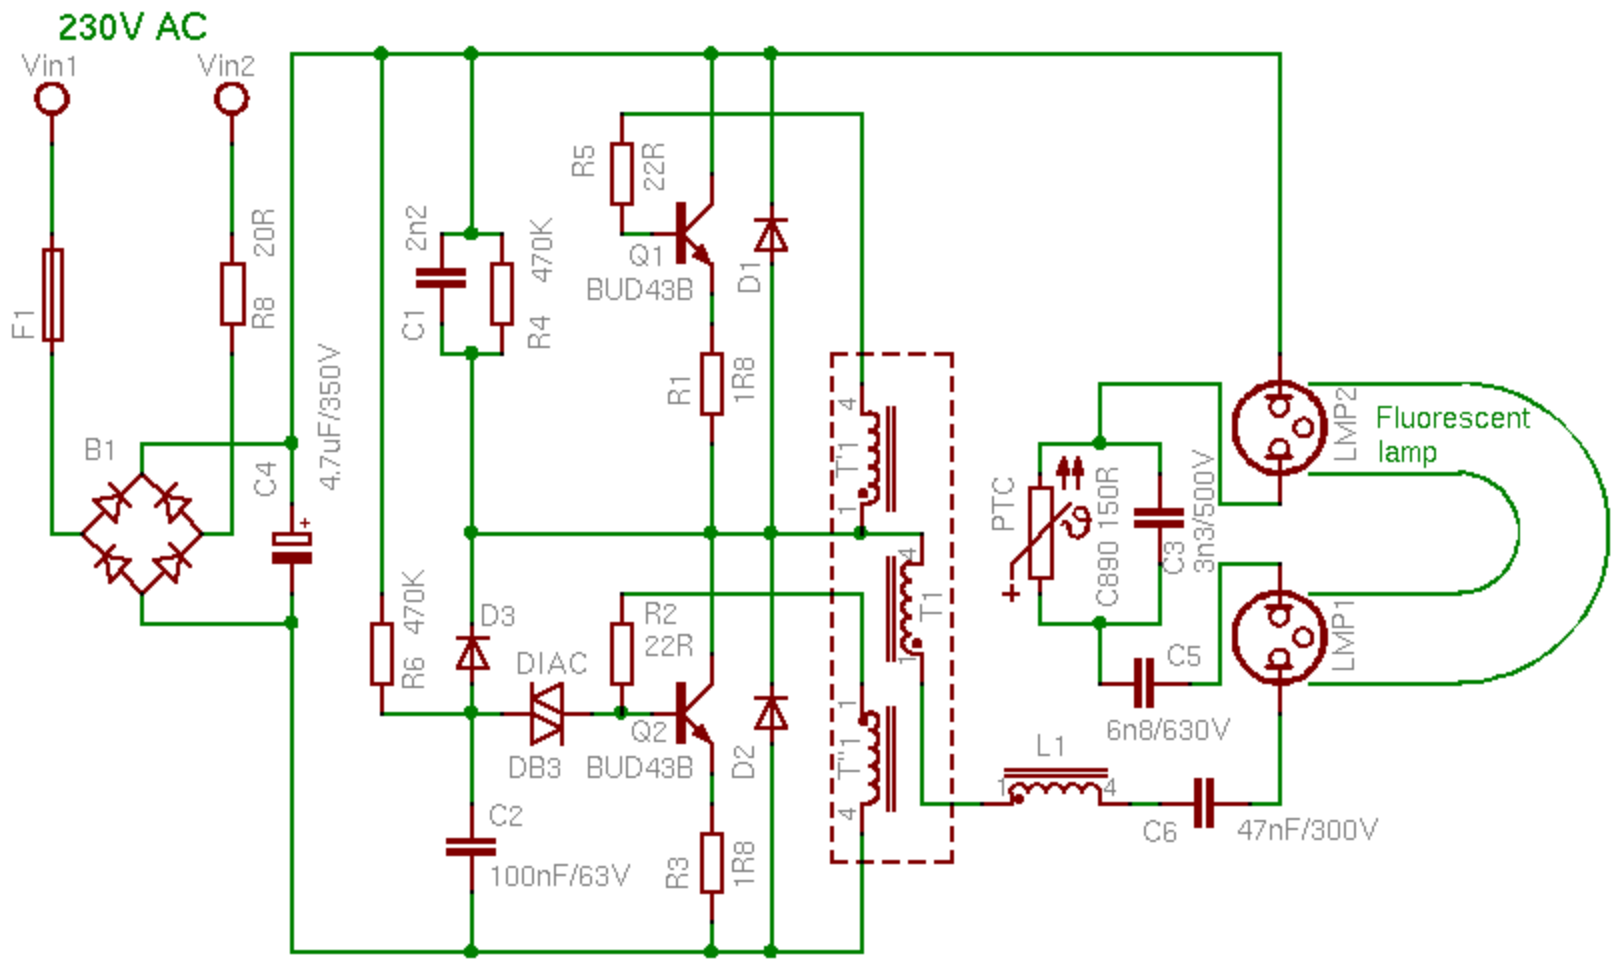 230V AC
Vin1
Vin2
F1
20R
R8
B1
C4
4.7uF/350V
+
2n2
C1
470K
R4
R5
22R
Q1
BUD43B
D1
R1
1R8
4
T'1
1
4
T1
1
470K
R6
D3
DIAC
DB3
R2
22R
Q2
BUD43B
D2
1
T''1
4
C2
100nF/63V
R3
1R8
PTC
ϑ
+
C890 150R
C3
3n3/500V
C5
6n8/630V
L1
1
4
C6
47nF/300V
LMP2
LMP1
Fluorescent
lamp